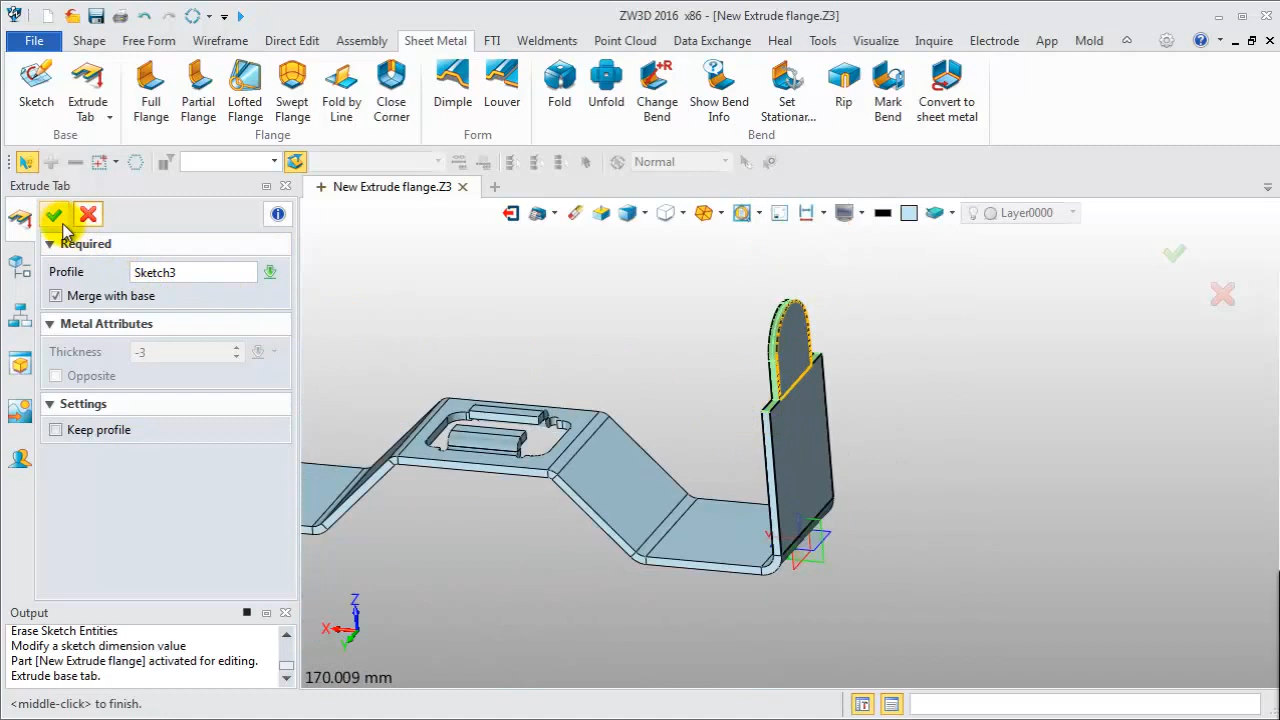 ZW3D 2016 x86 - [New Extrude flange.Z3]
File Shape Free Form Wireframe Direct Edit Assembly Sheet Metal FTI Weldments Point Cloud Data Exchange Heal Tools Visualize Inquire Electrode App Mold
Sketch Extrude Tab Full Flange Partial Flange Lofted Flange Swept Flange Fold by Line Close Corner Dimple Louver Fold Unfold Change Bend Show Bend Info Set Stationar... Rip Mark Bend Convert to sheet metal
Base Flange Form Bend
Normal
Extrude Tab
New Extrude flange.Z3
Layer0000
Required
Profile Sketch3
Merge with base
Metal Attributes
Thickness -3
Opposite
Settings
Keep profile
Output
Erase Sketch Entities
Modify a sketch dimension value
Part [New Extrude flange] activated for editing.
Extrude base tab.
Z
X
Y
170.009 mm
<middle-click> to finish.